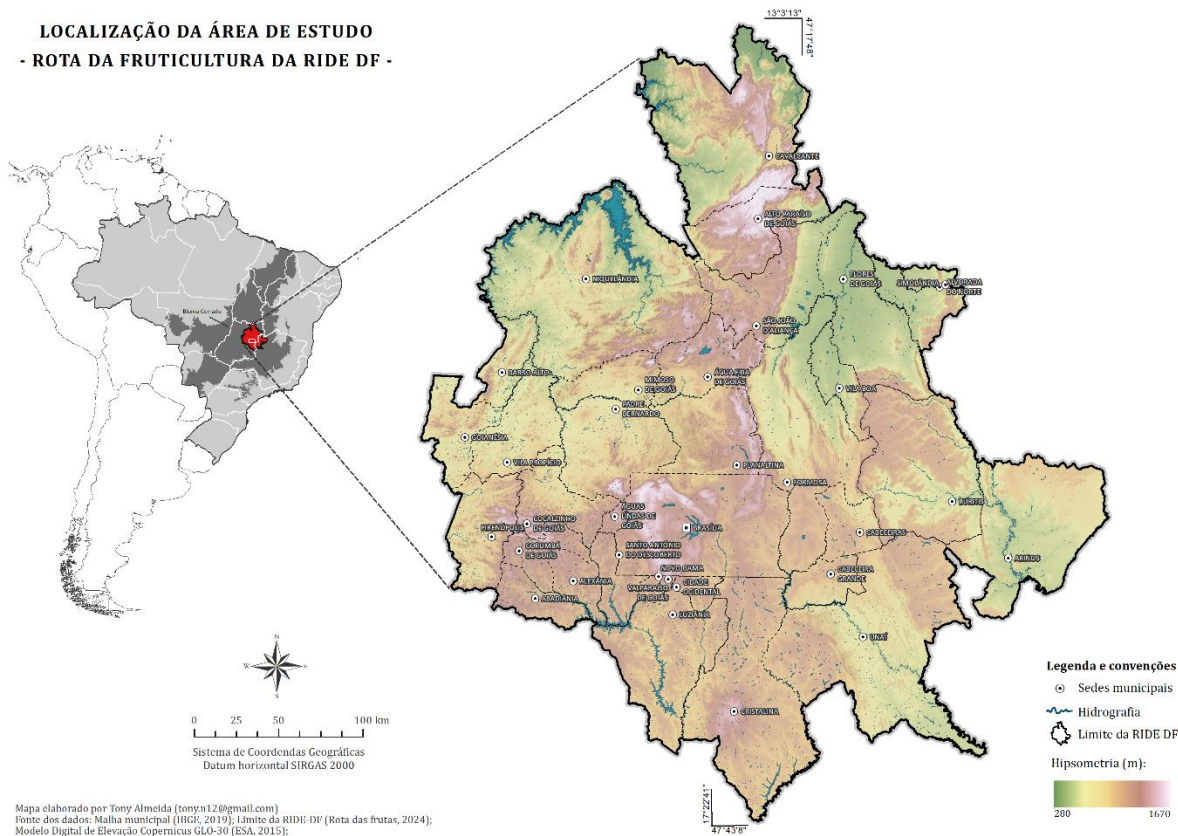 LOCALIZAÇÃO DA ÁREA DE ESTUDO
- ROTA DA FRUTICULTURA DA RIDE DF -
13°3'13"
47°17'48"
Bioma Cerrado
CAVALCANTE
ALTO PARAÍSO
DE GOIÁS
NIQUELÂNDIA
FLORES
DE GOIÁS
SIMOLÂNDIA
ALVORADA
DO NORTE
SÃO JOÃO
D'ALIANÇA
BARRO ALTO
MIMOSO
DE GOIÁS
ÁGUA FRIA
DE GOIÁS
VILA BOA
PADRE
BERNARDO
GOIANÉSIA
VILA PROPÍCIO
PLANALTINA
FORMOSA
BURITIS
ÁGUAS
LINDAS DE
GOIÁS
BRASÍLIA
COCALZINHO
DE GOIÁS
PIRENÓPOLIS
CABECEIRAS
CORUMBÁ
DE GOIÁS
SANTO ANTÔNIO
DO DESCOBERTO
ARINOS
NOVO GAMA
CABECEIRA
GRANDE
ALEXÂNIA
VALPARAÍSO
DE GOIÁS
CIDADE
OCIDENTAL
ABADIÂNIA
LUZIÂNIA
UNAÍ
CRISTALINA
N
W
E
S
0 25 50 100 km
Sistema de Coordendas Geográficas
Datum horizontal SIRGAS 2000
Legenda e convenções
Sedes municipais
Hidrografia
Limite da RIDE DF
Hipsometria (m):
280 1670
17°22'41"
47°43'8"
Mapa elaborado por Tony Almeida (tony.n12@gmail.com)
Fonte dos dados: Malha municipal (IBGE, 2019); Limite da RIDE-DF (Rota das frutas, 2024);
Modelo Digital de Elevação Copernicus GLO-30 (ESA, 2015);